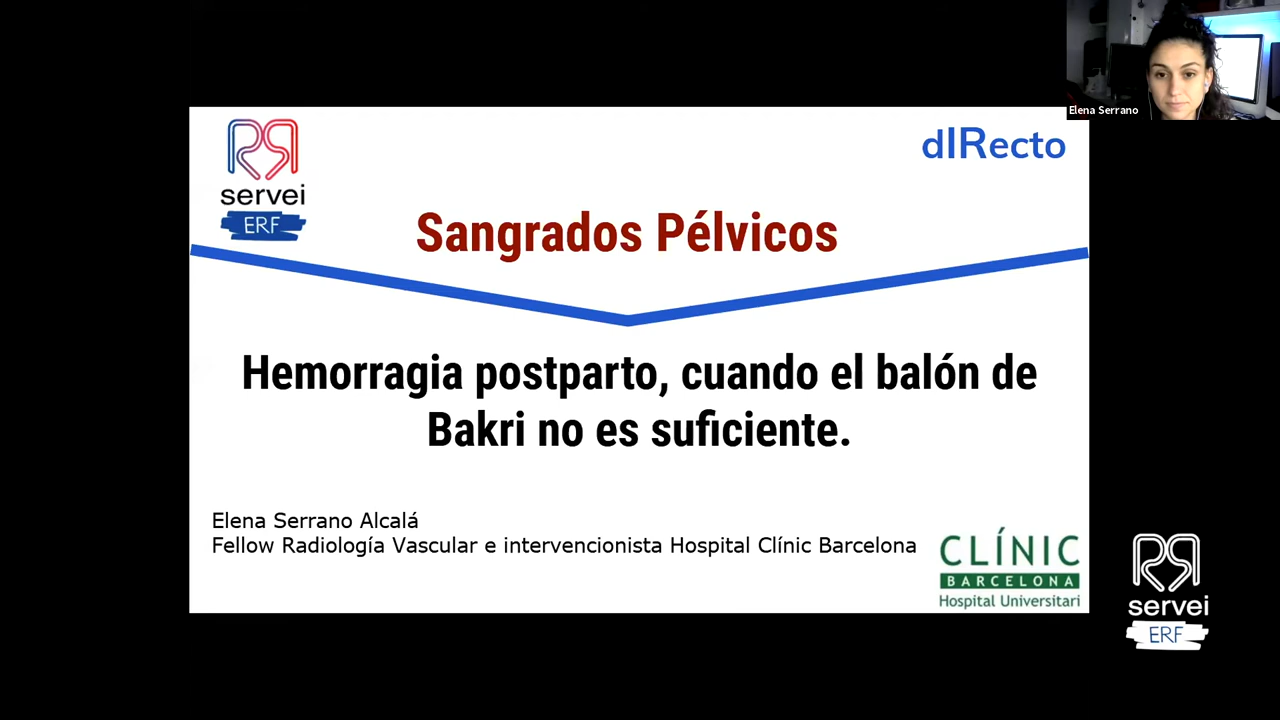 Elena Serrano
servei
ERF
dIRecto
Sangrados Pélvicos
Hemorragia postparto, cuando el balón de
Bakri no es suficiente.
Elena Serrano Alcalá
Fellow Radiología Vascular e intervencionista Hospital Clínic Barcelona
CLÍNIC
BARCELONA
Hospital Universitari
servei
ERF